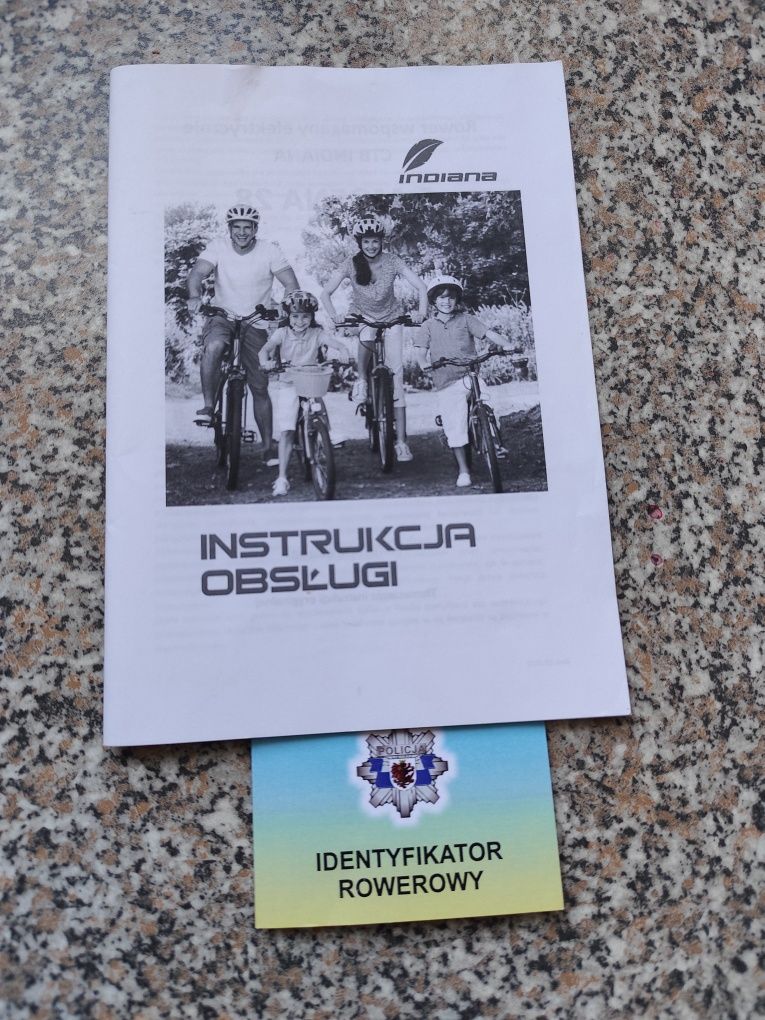 INDIANA
INSTRUKCJA
OBSŁUGI
POLICJA
IDENTYFIKATOR
ROWEROWY